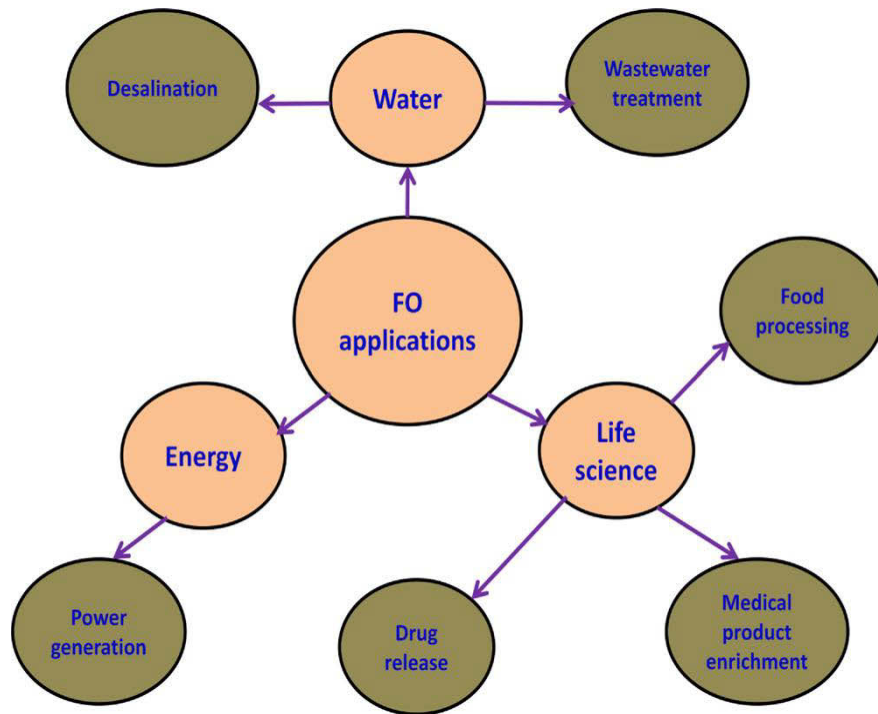 Desalination
Water
Wastewater
treatment
FO
applications
Food
processing
Energy
Life
science
Power
generation
Drug
release
Medical
product
enrichment